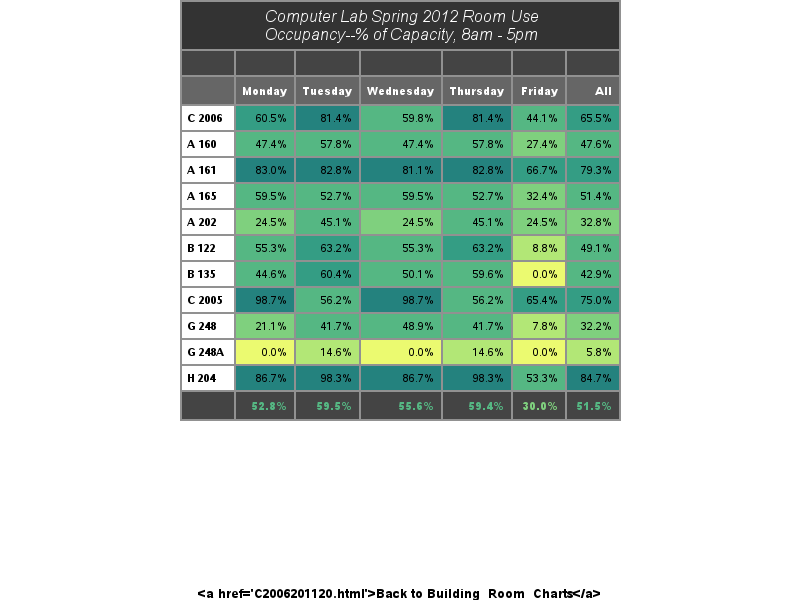 Computer Lab Spring 2012 Room Use
Occupancy--% of Capacity, 8am - 5pm
Monday Tuesday Wednesday Thursday Friday All
C 2006 60.5% 81.4% 59.8% 81.4% 44.1% 65.5%
A 160 47.4% 57.8% 47.4% 57.8% 27.4% 47.6%
A 161 83.0% 82.8% 81.1% 82.8% 66.7% 79.3%
A 165 59.5% 52.7% 59.5% 52.7% 32.4% 51.4%
A 202 24.5% 45.1% 24.5% 45.1% 24.5% 32.8%
B 122 55.3% 63.2% 55.3% 63.2% 8.8% 49.1%
B 135 44.6% 60.4% 50.1% 59.6% 0.0% 42.9%
C 2005 98.7% 56.2% 98.7% 56.2% 65.4% 75.0%
G 248 21.1% 41.7% 48.9% 41.7% 7.8% 32.2%
G 248A 0.0% 14.6% 0.0% 14.6% 0.0% 5.8%
H 204 86.7% 98.3% 86.7% 98.3% 53.3% 84.7%
52.8% 59.5% 55.6% 59.4% 30.0% 51.5%
<a href='C2006201120.html'>Back to Building Room Charts</a>